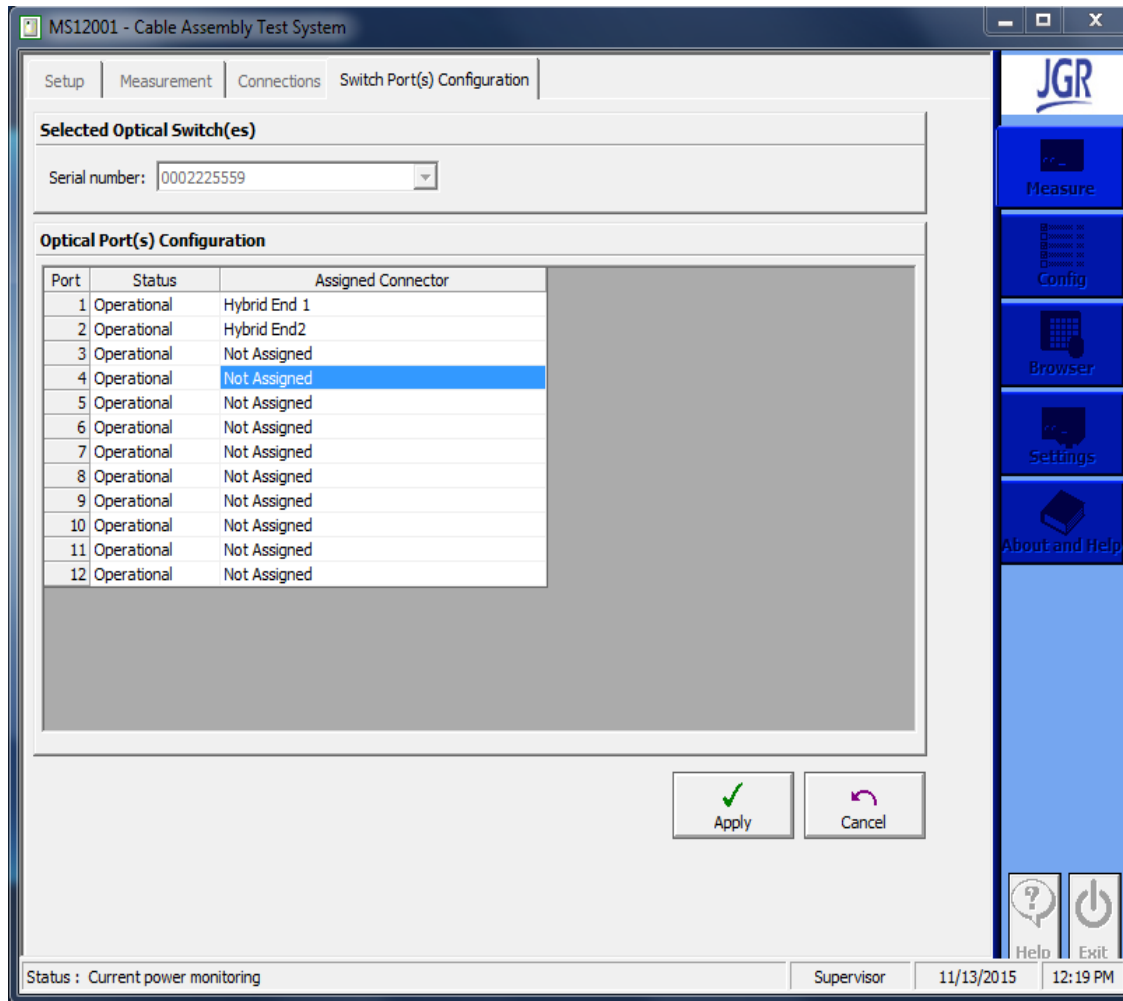 MS12001 - Cable Assembly Test System
Setup Measurement Connections Switch Port(s) Configuration
JGR
Selected Optical Switch(es)
Serial number: 0002225559
Measure
Optical Port(s) Configuration
Config
Port Status Assigned Connector
1 Operational Hybrid End 1
2 Operational Hybrid End2
3 Operational Not Assigned
4 Operational Not Assigned
5 Operational Not Assigned
6 Operational Not Assigned
7 Operational Not Assigned
8 Operational Not Assigned
9 Operational Not Assigned
10 Operational Not Assigned
11 Operational Not Assigned
12 Operational Not Assigned
Browser
Settings
About and Help
Apply Cancel
Help Exit
Status : Current power monitoring Supervisor 11/13/2015 12:19 PM